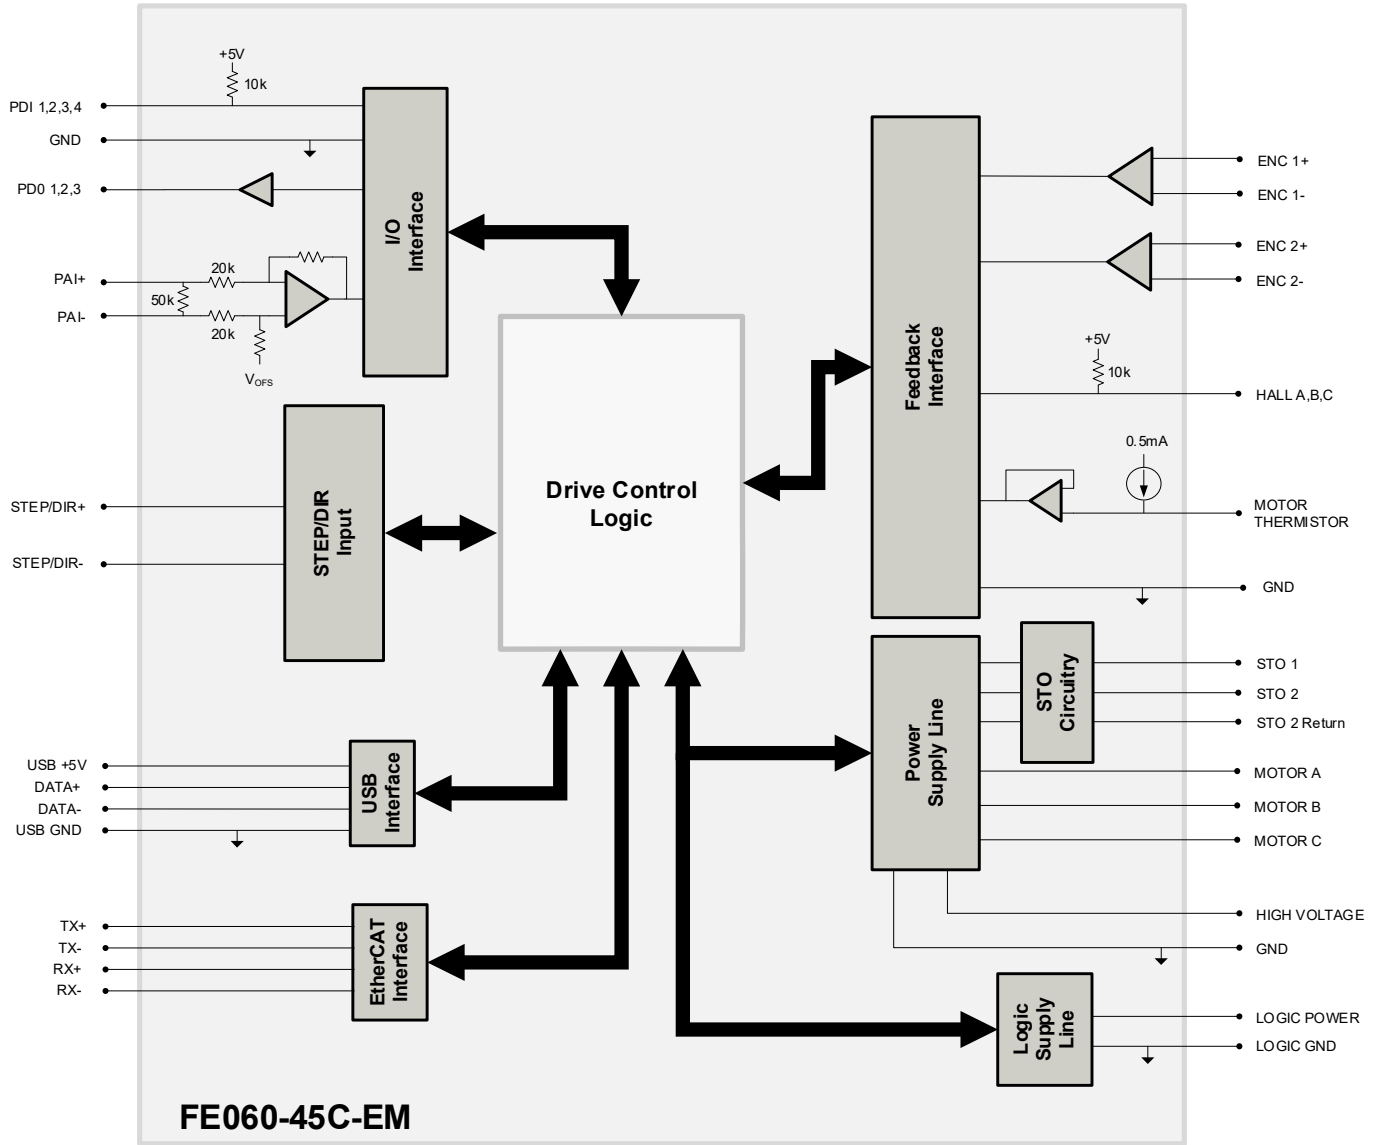 +5V
10k
PDI 1,2,3,4
GND
PD0 1,2,3
PAI+
20k
50k
PAI-
20k
VOFS
I/O
Interface
STEP/DIR+
STEP/DIR-
STEP/DIR
Input
Drive Control
Logic
USB +5V
DATA+
DATA-
USB GND
USB
Interface
TX+
TX-
RX+
RX-
EtherCAT
Interface
Feedback
Interface
ENC 1+
ENC 1-
ENC 2+
ENC 2-
+5V
10k
HALL A,B,C
0.5mA
MOTOR
THERMISTOR
GND
Power
Supply Line
STO
Circuitry
STO 1
STO 2
STO 2 Return
MOTOR A
MOTOR B
MOTOR C
HIGH VOLTAGE
GND
Logic
Supply
Line
LOGIC POWER
LOGIC GND
FE060-45C-EM